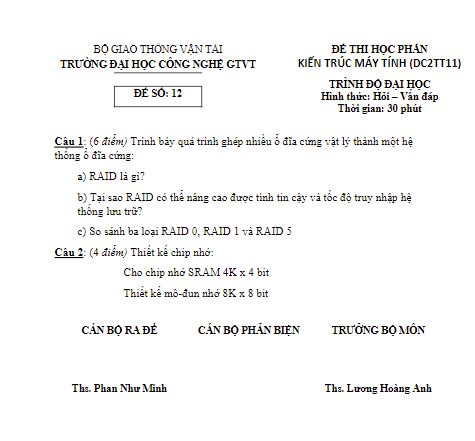 BỘ GIAO THÔNG VẬN TẢI
TRƯỜNG ĐẠI HỌC CÔNG NGHỆ GTVT
ĐỀ SỐ: 12
ĐỀ THI HỌC PHẦN
KIẾN TRÚC MÁY TÍNH (DC2TT11)
TRÌNH ĐỘ ĐẠI HỌC
Hình thức: Hỏi – Vấn đáp
Thời gian: 30 phút
Câu 1: (6 điểm) Trình bày quá trình ghép nhiều ổ đĩa cứng vật lý thành một hệ
thống ổ đĩa cứng:
a) RAID là gì?
b) Tại sao RAID có thể nâng cao được tính tin cậy và tốc độ truy nhập hệ
thống lưu trữ?
c) So sánh ba loại RAID 0, RAID 1 và RAID 5
Câu 2: (4 điểm) Thiết kế chip nhớ:
Cho chip nhớ SRAM 4K x 4 bit
Thiết kế mô-đun nhớ 8K x 8 bit
CÁN BỘ RA ĐỀ CÁN BỘ PHẢN BIỆN TRƯỞNG BỘ MÔN
Ths. Phan Như Minh Ths. Lương Hoàng Anh